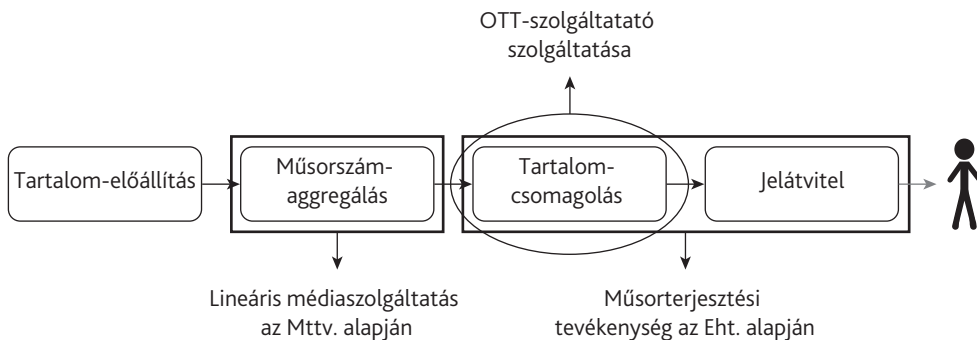 OTT-szolgáltatató
szolgáltatása
Tartalom-előállítás
Műsorszám-
aggregálás
Tartalom-
csomagolás
Jelátvitel
Lineáris médiaszolgáltatás
az Mttv. alapján
Műsorterjesztési
tevékenység az Eht. alapján